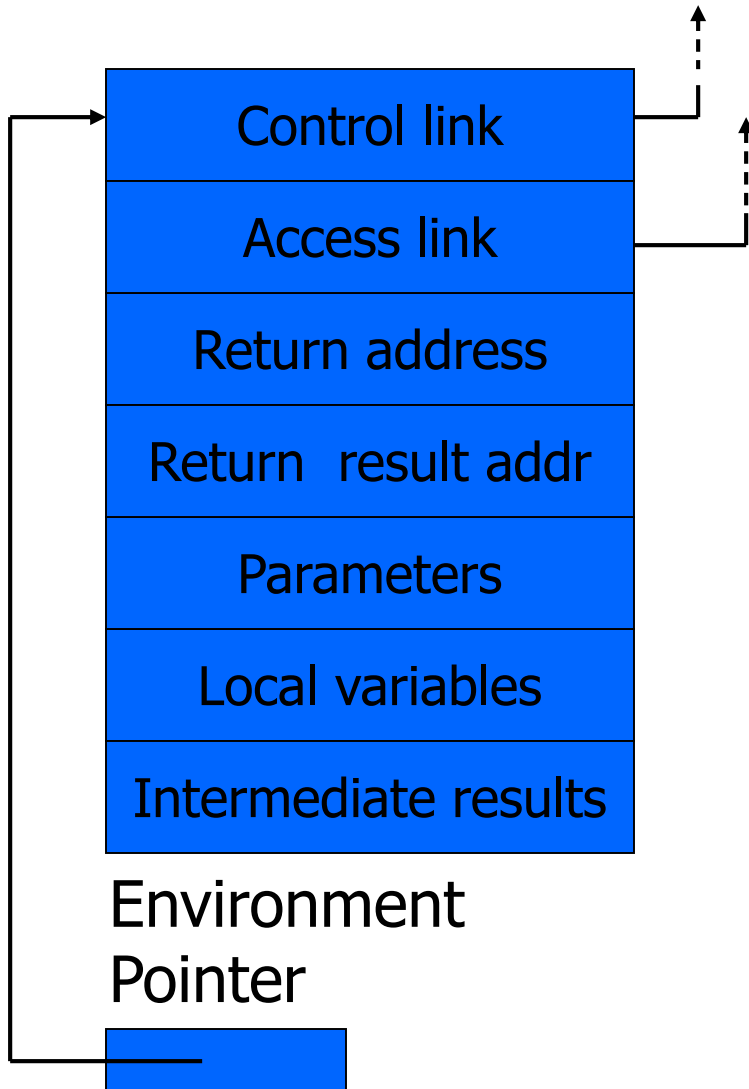 Control link
Access link
Return address
Return  result addr
Parameters
Local variables
Intermediate results
Environment
Pointer